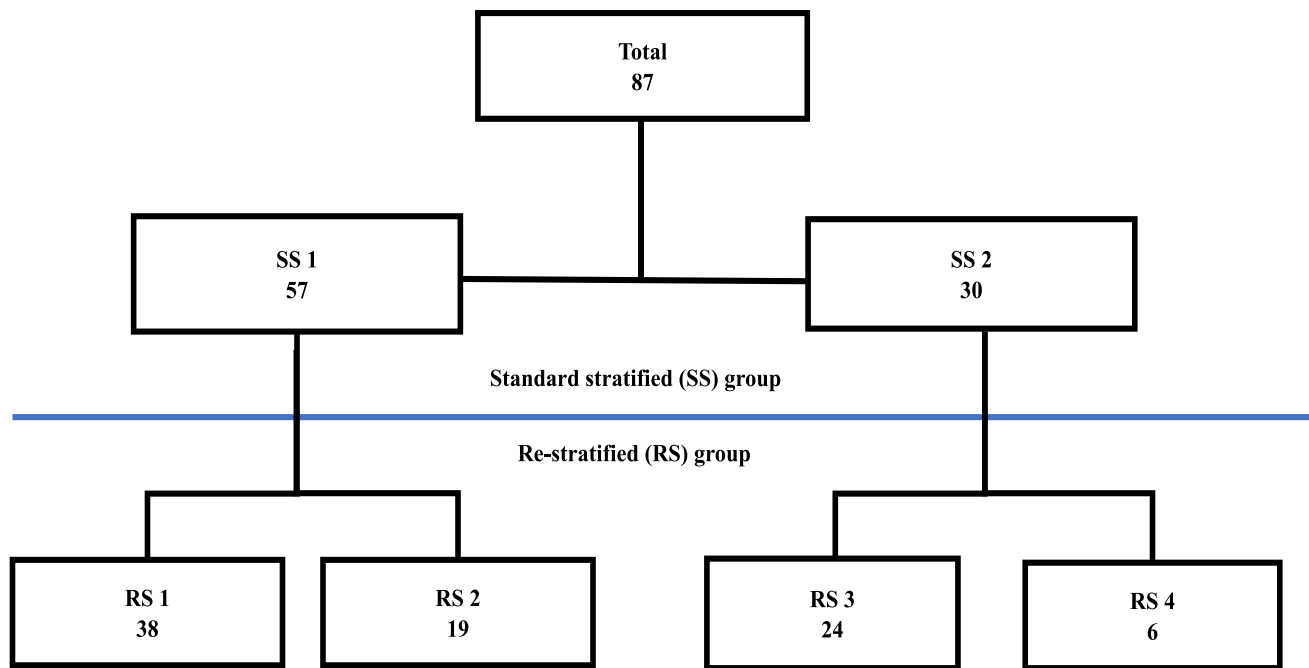 Total
87
SS 1
57
SS 2
30
Standard stratified (SS) group
Re-stratified (RS) group
RS 1
38
RS 2
19
RS 3
24
RS 4
6